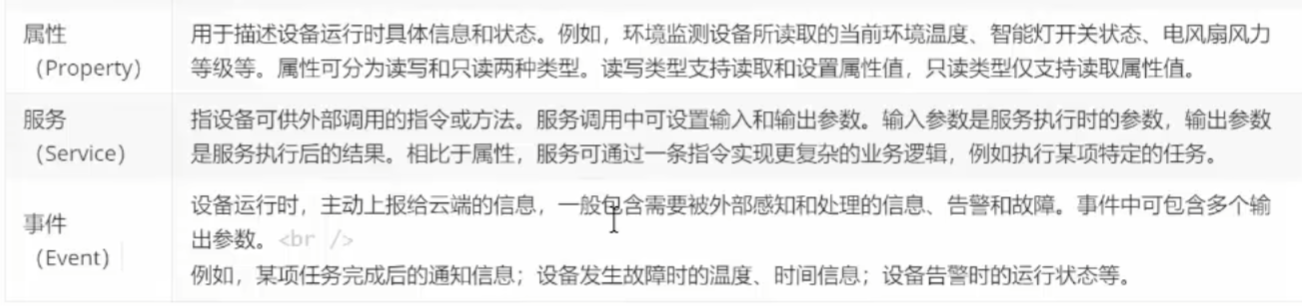 属性
（Property）
用于描述设备运行时具体信息和状态。例如，环境监测设备所读取的当前环境温度、智能灯开关状态、电风扇风力
等级等。属性可分为读写和只读两种类型。读写类型支持读取和设置属性值，只读类型仅支持读取属性值。
服务
（Service）
指设备可供外部调用的指令或方法。服务调用中可设置输入和输出参数。输入参数是服务执行时的参数，输出参数
是服务执行后的结果。相比于属性，服务可通过一条指令实现更复杂的业务逻辑，例如执行某项特定的任务。
事件
（Event）
设备运行时，主动上报给云端的信息，一般包含需要被外部感知和处理的信息、告警和故障。事件中可包含多个输
出参数。<br />
例如，某项任务完成后的通知信息；设备发生故障时的温度、时间信息；设备告警时的运行状态等。